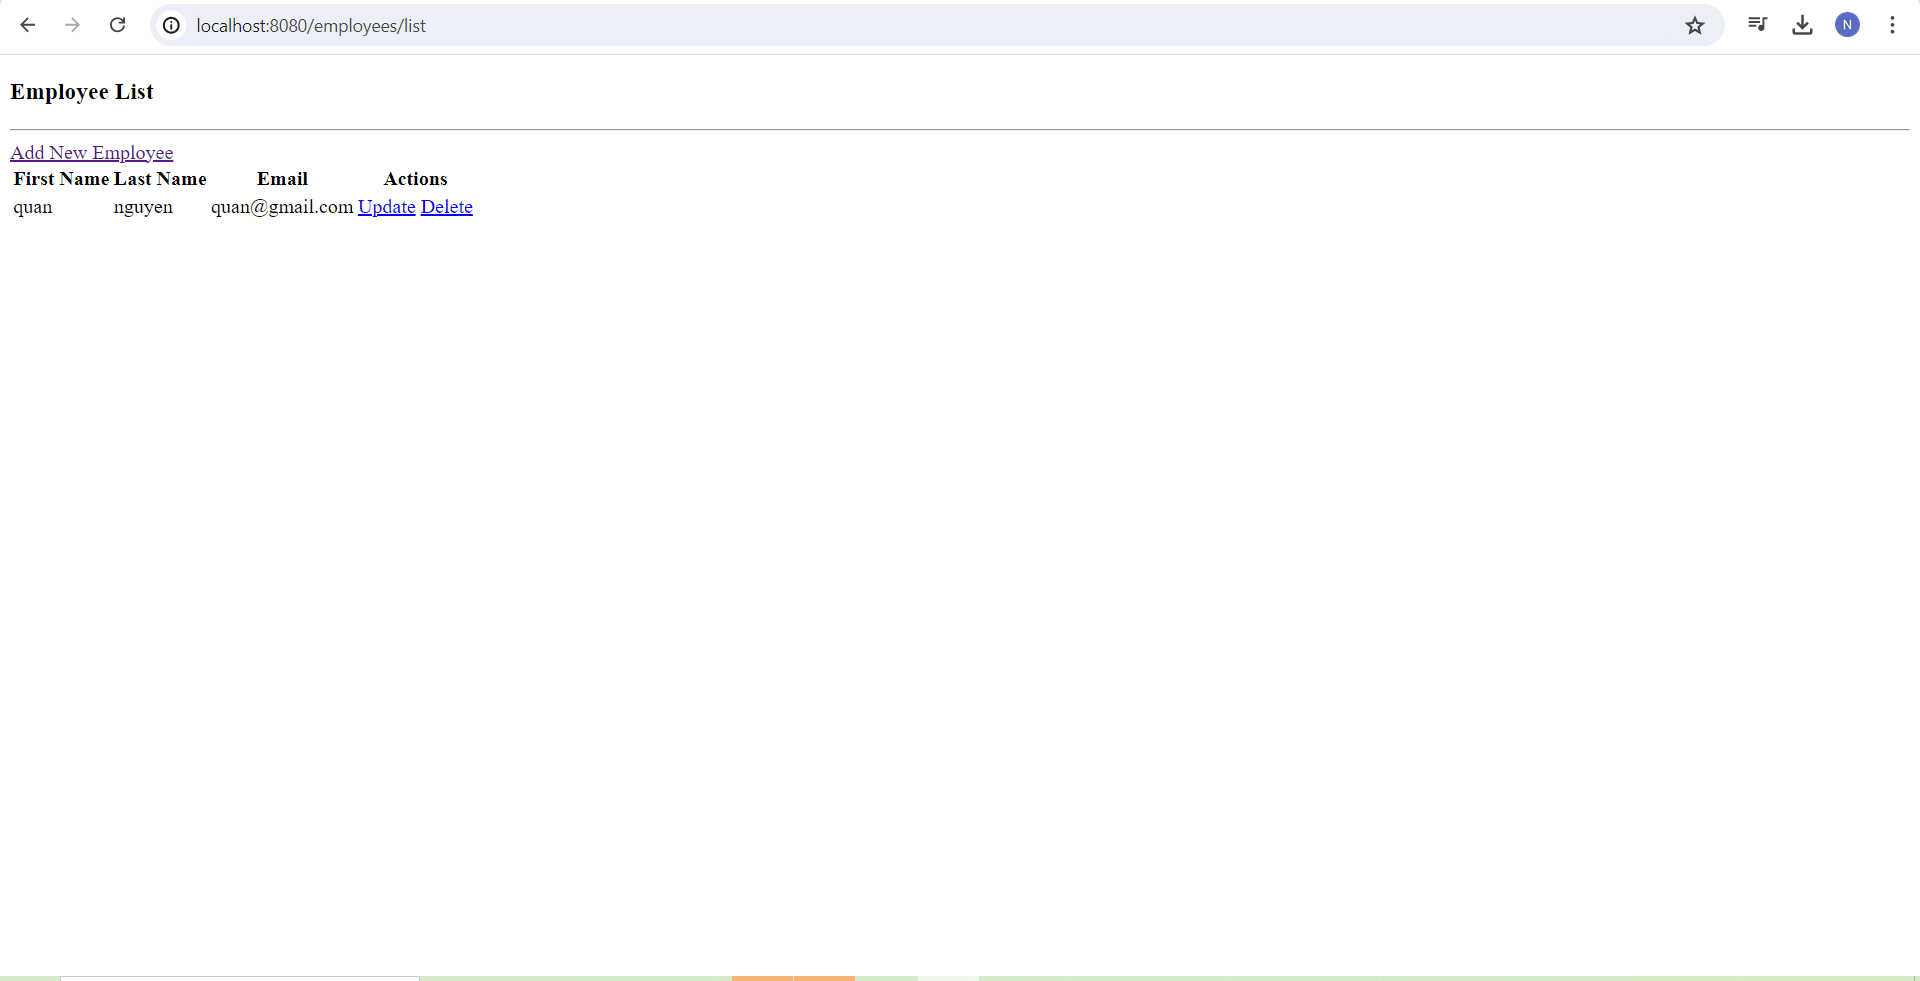 localhost:8080/employees/list
N
Employee List
Add New Employee
First Name Last Name Email Actions
quan nguyen quan@gmail.com Update Delete